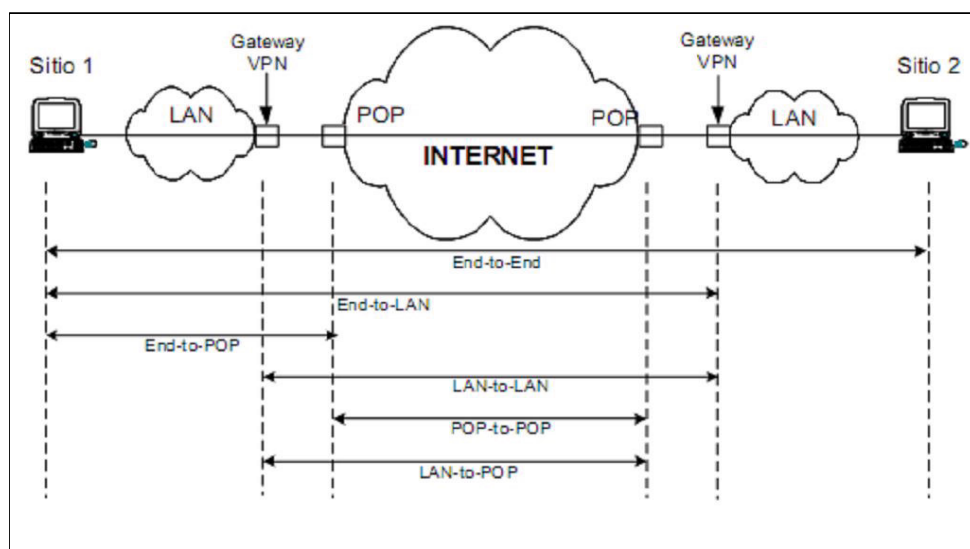 Sitio 1
Gateway
VPN
Gateway
VPN
Sitio 2
LAN
POP
POP
LAN
INTERNET
End-to-End
End-to-LAN
End-to-POP
LAN-to-LAN
POP-to-POP
LAN-to-POP